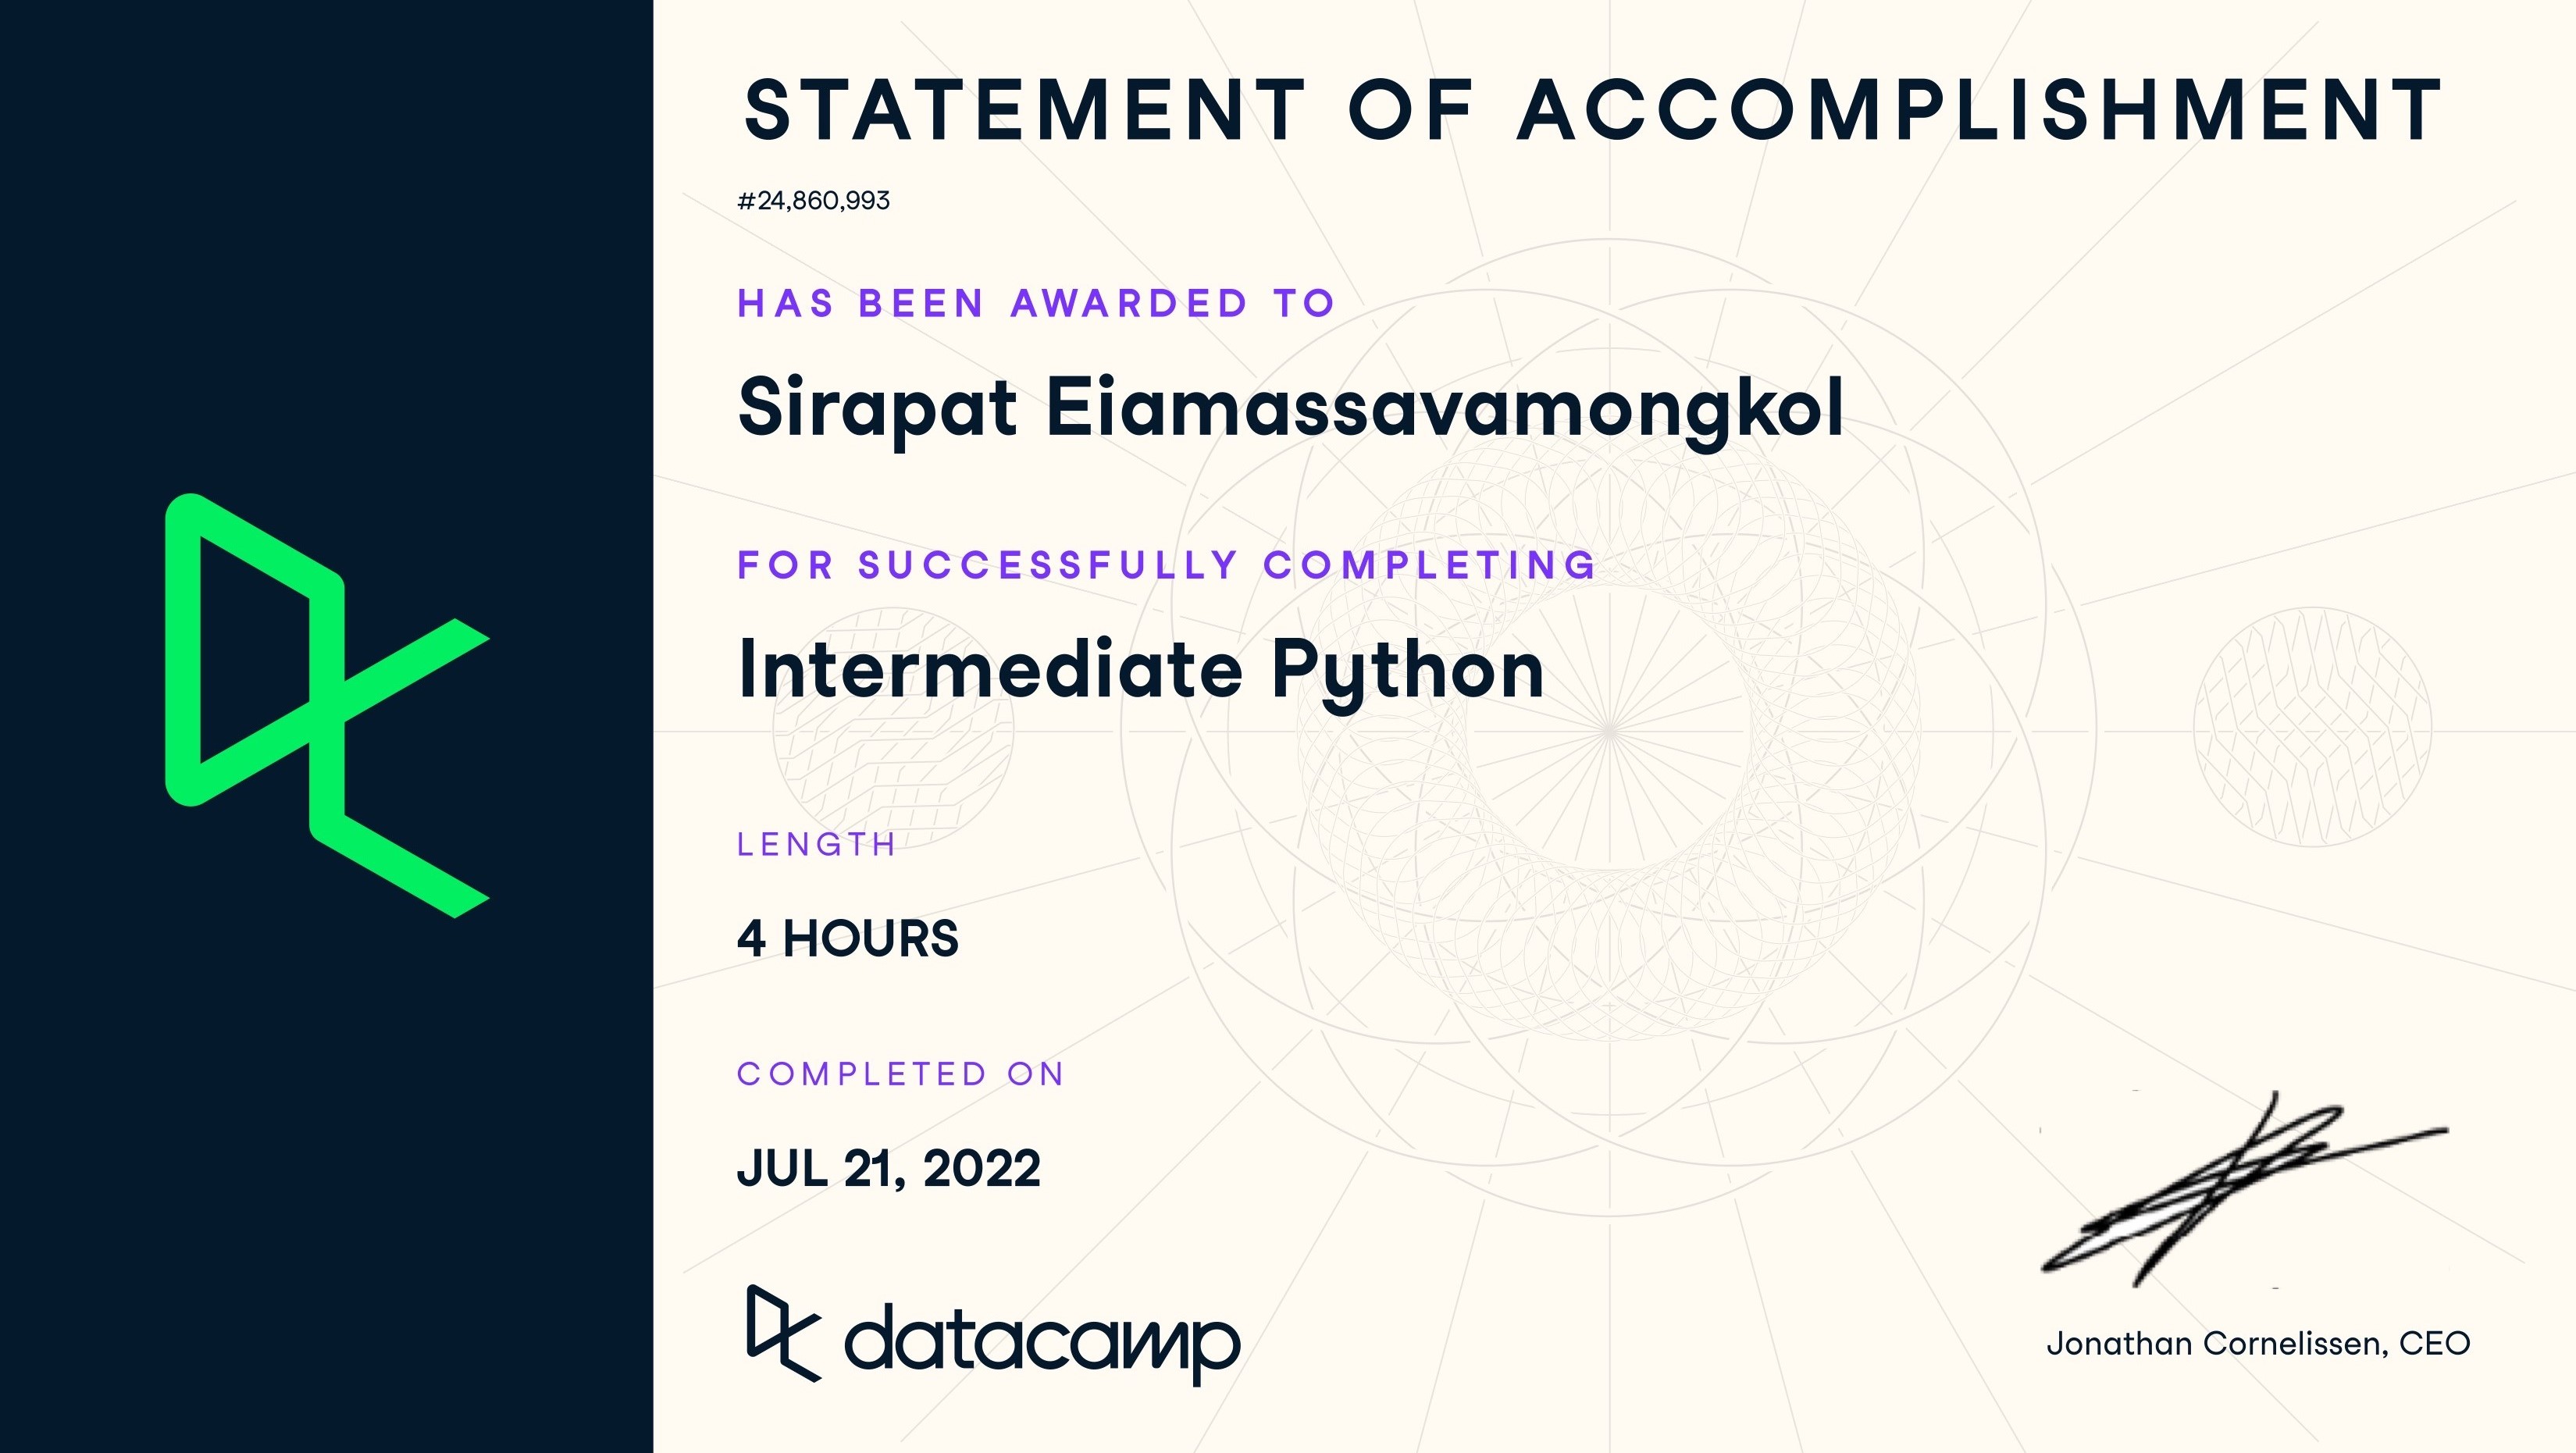 STATEMENT OF ACCOMPLISHMENT
#24,860,993
HAS BEEN AWARDED TO
Sirapat Eiamassavamongkol
FOR SUCCESSFULLY COMPLETING
Intermediate Python
LENGTH
4 HOURS
COMPLETED ON
JUL 21, 2022
datacamp
Jonathan Cornelissen, CEO